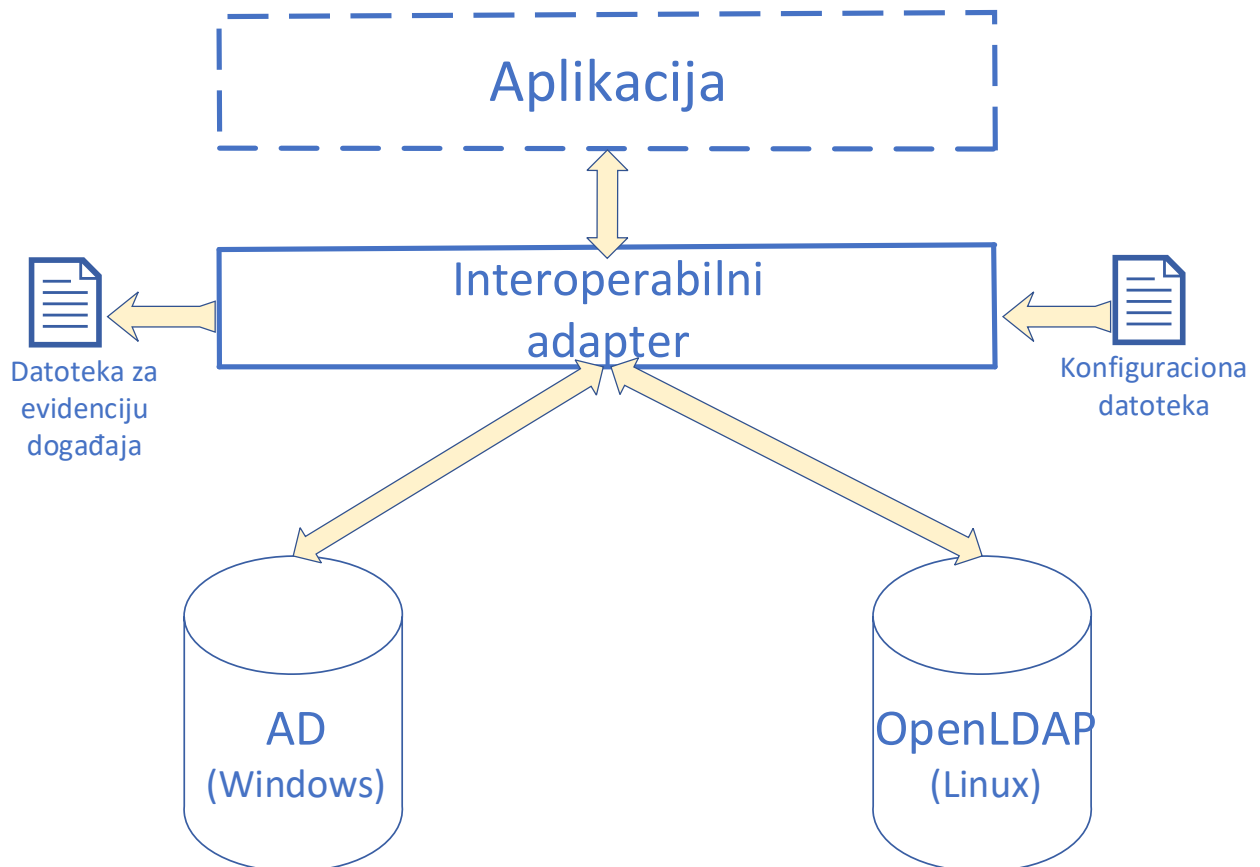 Aplikacija
Interoperabilni
adapter
Datoteka za
evidenciju
događaja
Konfiguraciona
datoteka
AD
(Windows)
OpenLDAP
(Linux)